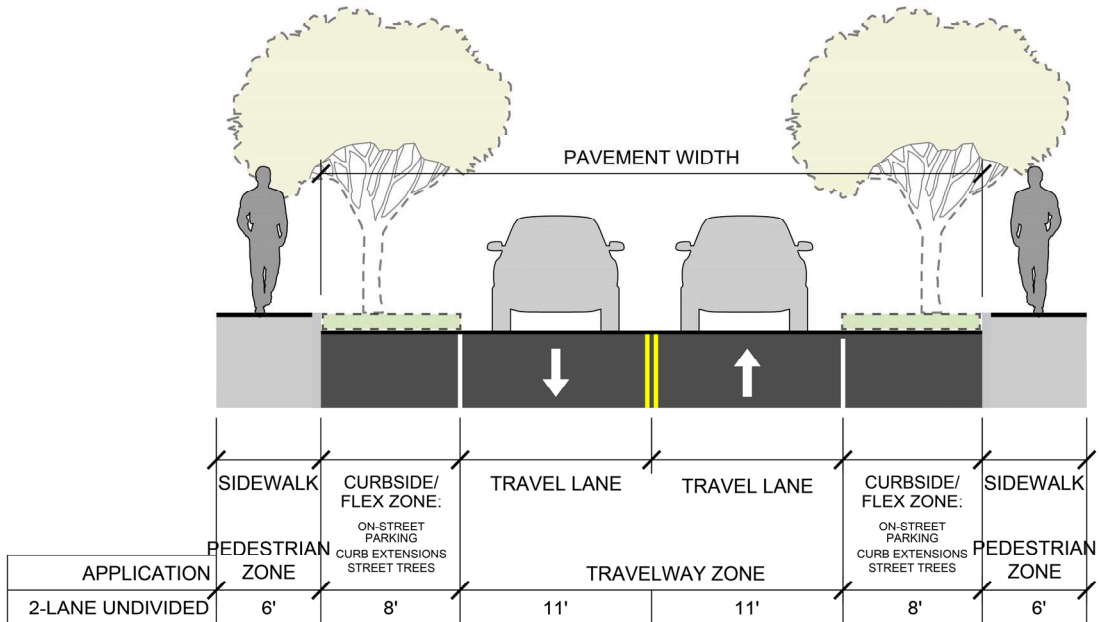 PAVEMENT WIDTH
SIDEWALK
CURBSIDE/
FLEX ZONE:
ON-STREET
PARKING
CURB EXTENSIONS
STREET TREES
TRAVEL LANE
TRAVEL LANE
CURBSIDE/
FLEX ZONE:
ON-STREET
PARKING
CURB EXTENSIONS
STREET TREES
SIDEWALK
APPLICATION
PEDESTRIAN
ZONE
TRAVELWAY ZONE
PEDESTRIAN
ZONE
2-LANE UNDIVIDED 6' 8' 11' 11' 8' 6'